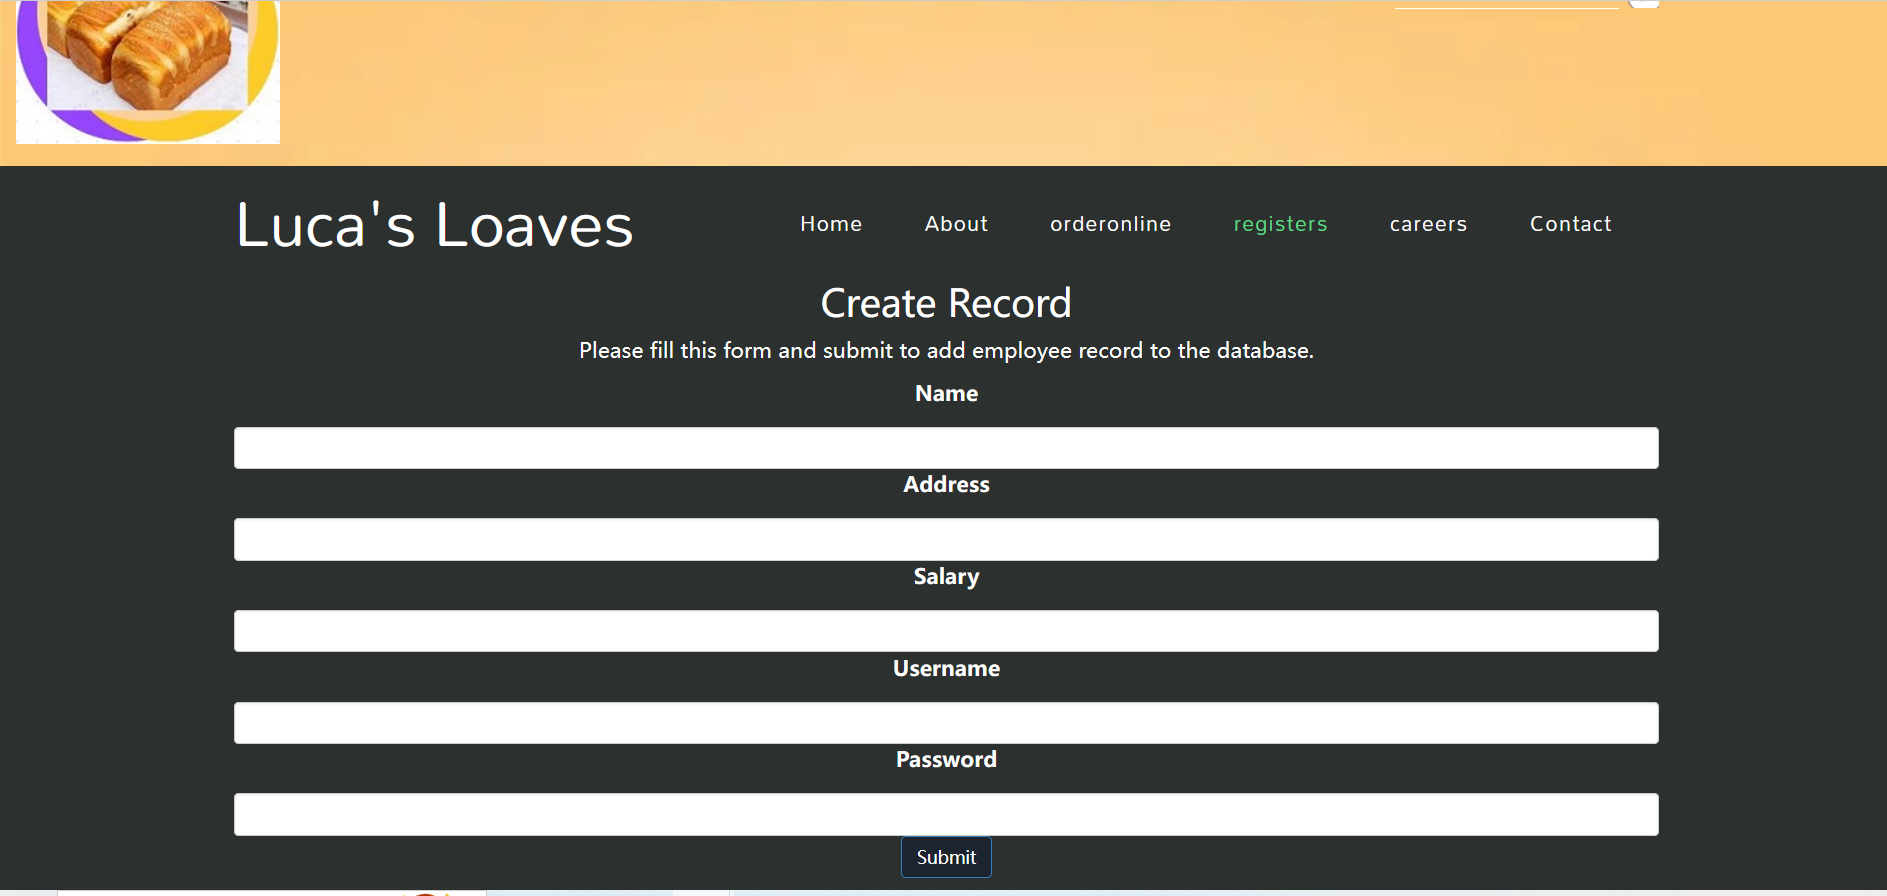 Luca's Loaves
Home About orderonline registers careers Contact
Create Record
Please fill this form and submit to add employee record to the database.
Name
Address
Salary
Username
Password
Submit